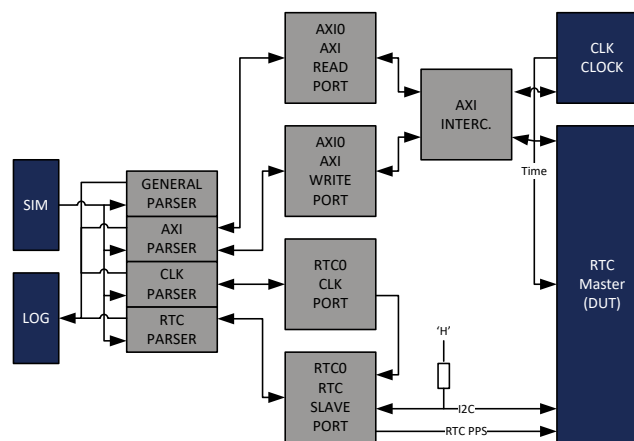 AXI0
AXI
READ
PORT
CLK
CLOCK
AXI
INTERC.
AXI0
AXI
WRITE
PORT
Time
SIM
GENERAL
PARSER
AXI
PARSER
CLK
PARSER
RTC
PARSER
LOG
RTC0
CLK
PORT
RTC
Master
(DUT)
'H'
RTC0
RTC
SLAVE
PORT
I2C
RTC PPS